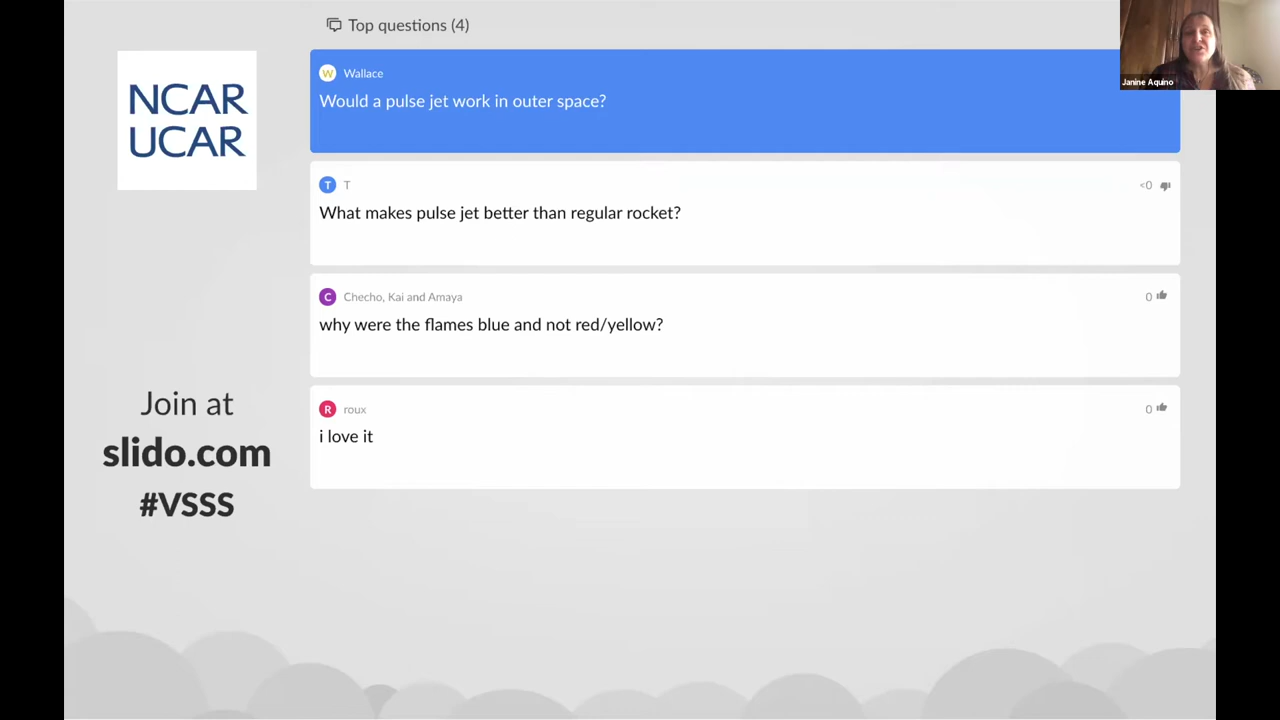 Top questions (4)
NCAR
UCAR
W Wallace
Would a pulse jet work in outer space?
T T
<0
What makes pulse jet better than regular rocket?
C Checho, Kai and Amaya
0
why were the flames blue and not red/yellow?
R roux
0
i love it
Join at
slido.com
#VSSS
Janine Aquino